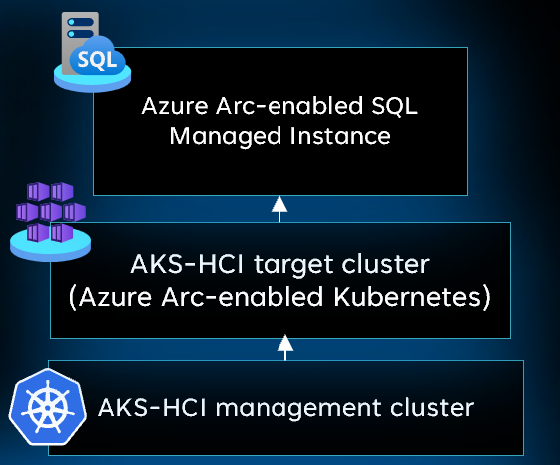 SQL
Azure Arc-enabled SQL
Managed Instance
AKS-HCI target cluster
(Azure Arc-enabled Kubernetes)
AKS-HCI management cluster